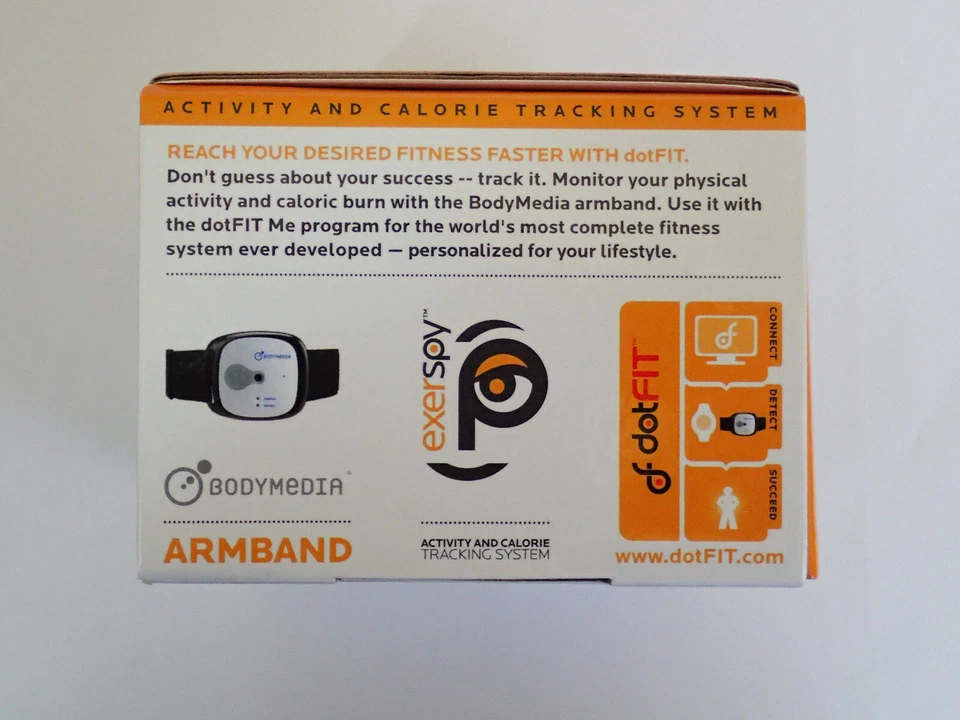 ACTIVITY AND CALORIE TRACKING SYSTEM
REACH YOUR DESIRED FITNESS FASTER WITH dotFIT.
Don't guess about your success -- track it. Monitor your physical
activity and caloric burn with the BodyMedia armband. Use it with
the dotFIT Me program for the world's most complete fitness
system ever developed — personalized for your lifestyle.
BODYMEDIA
BODYMEDIA®
ARMBAND
exerspy™
ACTIVITY AND CALORIE
TRACKING SYSTEM
df dotFIT™
df
CONNECT
DETECT
SUCCEED
www.dotFIT.com